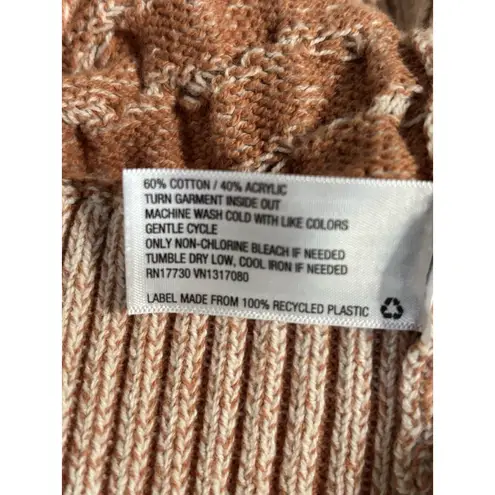 60% COTTON / 40% ACRYLIC
TURN GARMENT INSIDE OUT
MACHINE WASH COLD WITH LIKE COLORS
GENTLE CYCLE
ONLY NON-CHLORINE BLEACH IF NEEDED
TUMBLE DRY LOW, COOL IRON IF NEEDED
RN17730 VN1317080
LABEL MADE FROM 100% RECYCLED PLASTIC